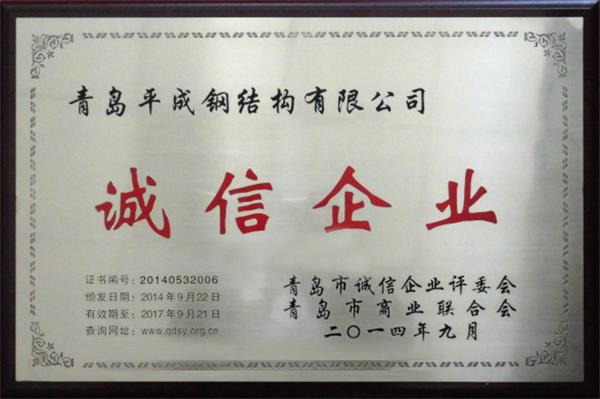 青岛平成钢结构有限公司
诚信企业
证书编号：20140532006
颁发日期：2014年9月22日
有效期至：2017年9月21日
查询网址：www.qdsy.org.cn
青岛市诚信企业评委会
青岛市商业联合会
二〇一四年九月